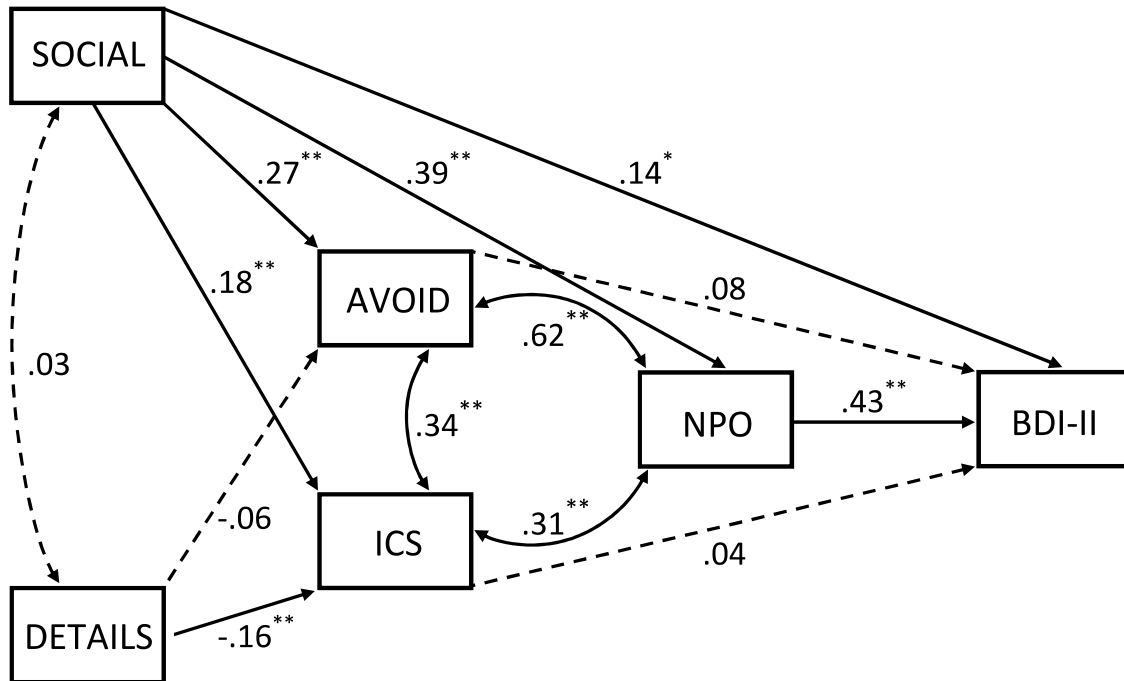 SOCIAL
.27**
.39**
.14*
.18**
AVOID
.08
.62**
.03
.34**
NPO
.43**
BDI-II
-.06
ICS
.31**
.04
DETAILS
-.16**